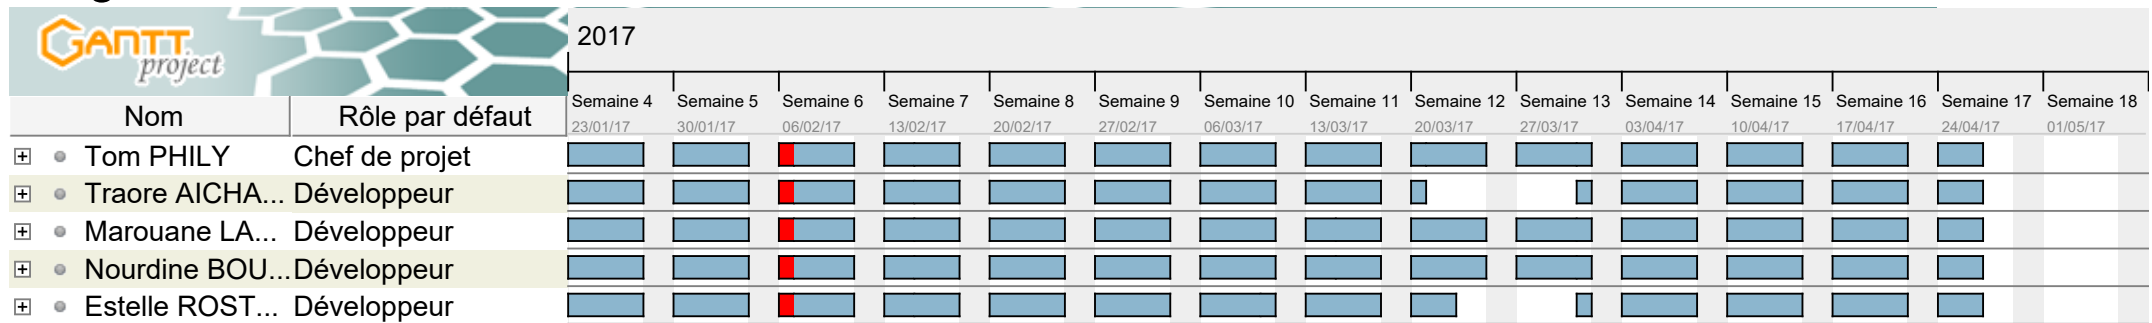 GANTT
project
2017
Nom Rôle par défaut
Semaine 4 Semaine 5 Semaine 6 Semaine 7 Semaine 8 Semaine 9 Semaine 10 Semaine 11 Semaine 12 Semaine 13 Semaine 14 Semaine 15 Semaine 16 Semaine 17 Semaine 18
23/01/17 30/01/17 06/02/17 13/02/17 20/02/17 27/02/17 06/03/17 13/03/17 20/03/17 27/03/17 03/04/17 10/04/17 17/04/17 24/04/17 01/05/17
Tom PHILY Chef de projet
Traore AICHA... Développeur
Marouane LA... Développeur
Nourdine BOU... Développeur
Estelle ROST... Développeur